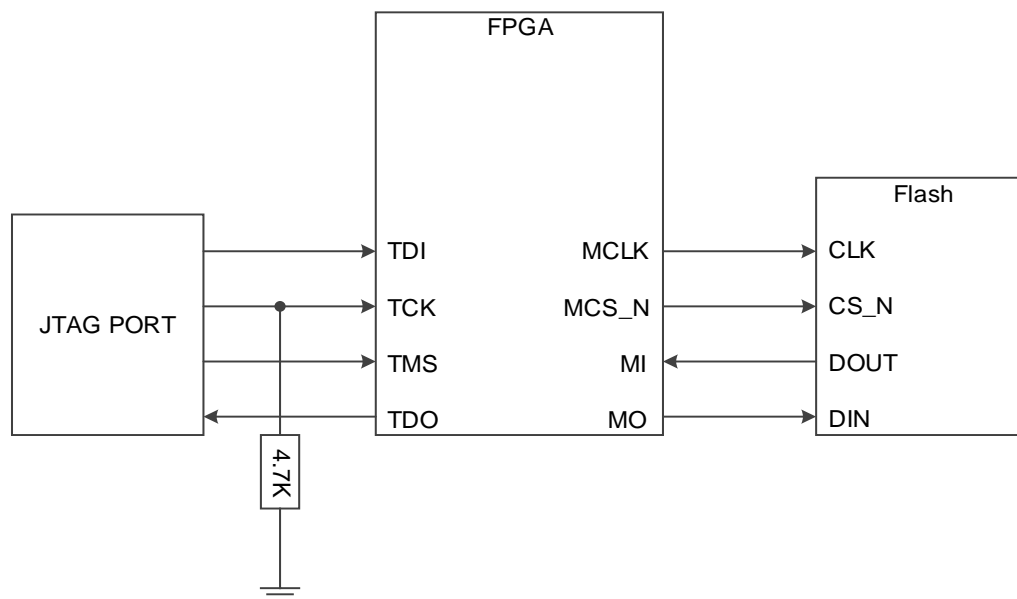 FPGA
Flash
JTAG PORT
TDI
TCK
TMS
TDO
MCLK
MCS_N
MI
MO
CLK
CS_N
DOUT
DIN
4.7K